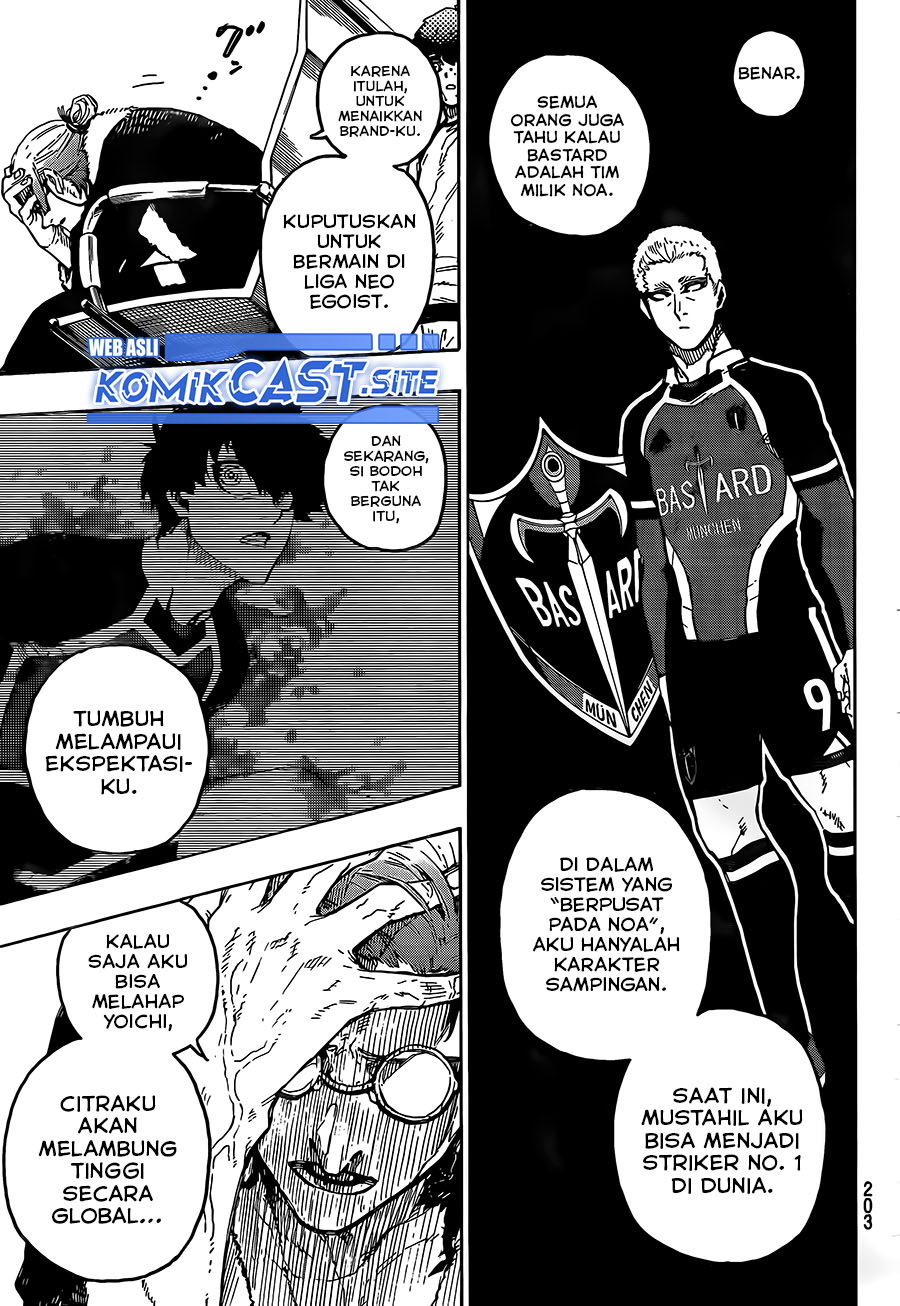 BENAR.
SEMUA
ORANG JUGA
TAHU KALAU
BASTARD
ADALAH TIM
MILIK NOA.
BASTARD
MÜNCHEN
BASTARD
MÜNCHEN
9
DI DALAM
SISTEM YANG
“BERPUSAT
PADA NOA”,
AKU HANYALAH
KARAKTER
SAMPINGAN.
SAAT INI,
MUSTAHIL AKU
BISA MENJADI
STRIKER NO. 1
DI DUNIA.
グッ…
KARENA
ITULAH,
UNTUK
MENAIKKAN
BRAND-KU.
KUPUTUSKAN
UNTUK
BERMAIN DI
LIGA NEO
EGOIST.
WEB ASLI
KOMIKCAST.SITE
DAN
SEKARANG,
SI BODOH
TAK
BERGUNA
ITU,
TUMBUH
MELAMPAUI
EKSPEKTASI-
KU.
KALAU
SAJA AKU
BISA
MELAHAP
YOICHI,
CITRAKU
AKAN
MELAMBUNG
TINGGI
SECARA
GLOBAL...
203